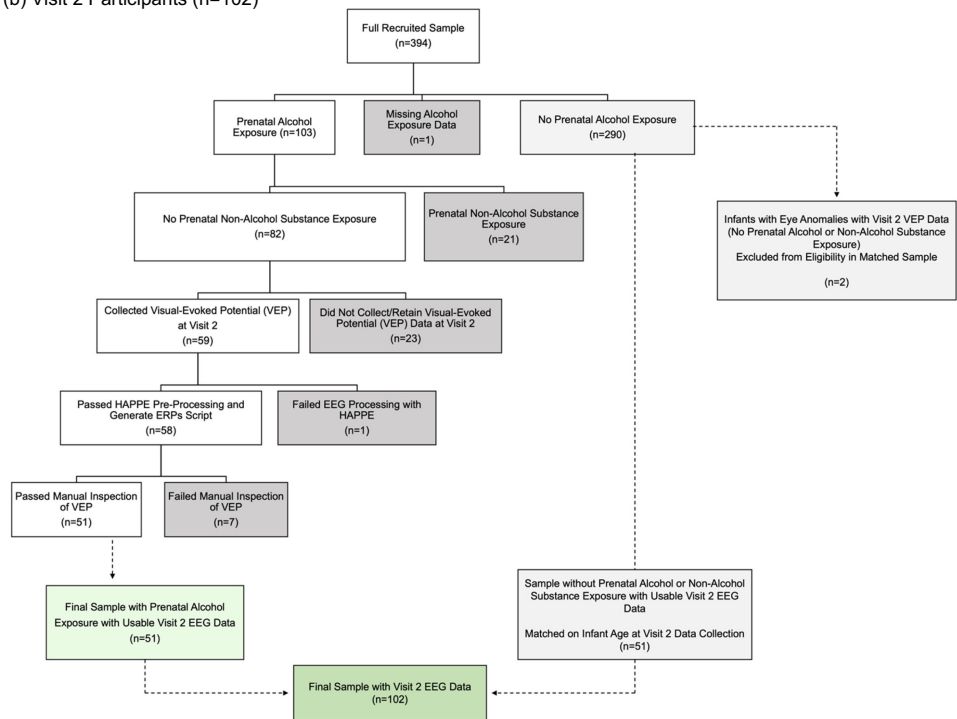 (b) Visit 2 Participants (n=102)
Full Recruited Sample
(n=394)
Prenatal Alcohol
Exposure (n=103)
Missing Alcohol
Exposure Data
(n=1)
No Prenatal Alcohol Exposure
(n=290)
No Prenatal Non-Alcohol Substance Exposure
(n=82)
Prenatal Non-Alcohol Substance
Exposure
(n=21)
Infants with Eye Anomalies with Visit 2 VEP Data
(No Prenatal Alcohol or Non-Alcohol Substance
Exposure)
Excluded from Eligibility in Matched Sample
(n=2)
Collected Visual-Evoked Potential (VEP)
at Visit 2
(n=59)
Did Not Collect/Retain Visual-Evoked
Potential (VEP) Data at Visit 2
(n=23)
Passed HAPPE Pre-Processing and
Generate ERPs Script
(n=58)
Failed EEG Processing with
HAPPE
(n=1)
Passed Manual Inspection
of VEP
(n=51)
Failed Manual Inspection
of VEP
(n=7)
Final Sample with Prenatal Alcohol
Exposure with Usable Visit 2 EEG Data
(n=51)
Sample without Prenatal Alcohol or Non-Alcohol
Substance Exposure with Usable Visit 2 EEG
Data
Matched on Infant Age at Visit 2 Data Collection
(n=51)
Final Sample with Visit 2 EEG Data
(n=102)